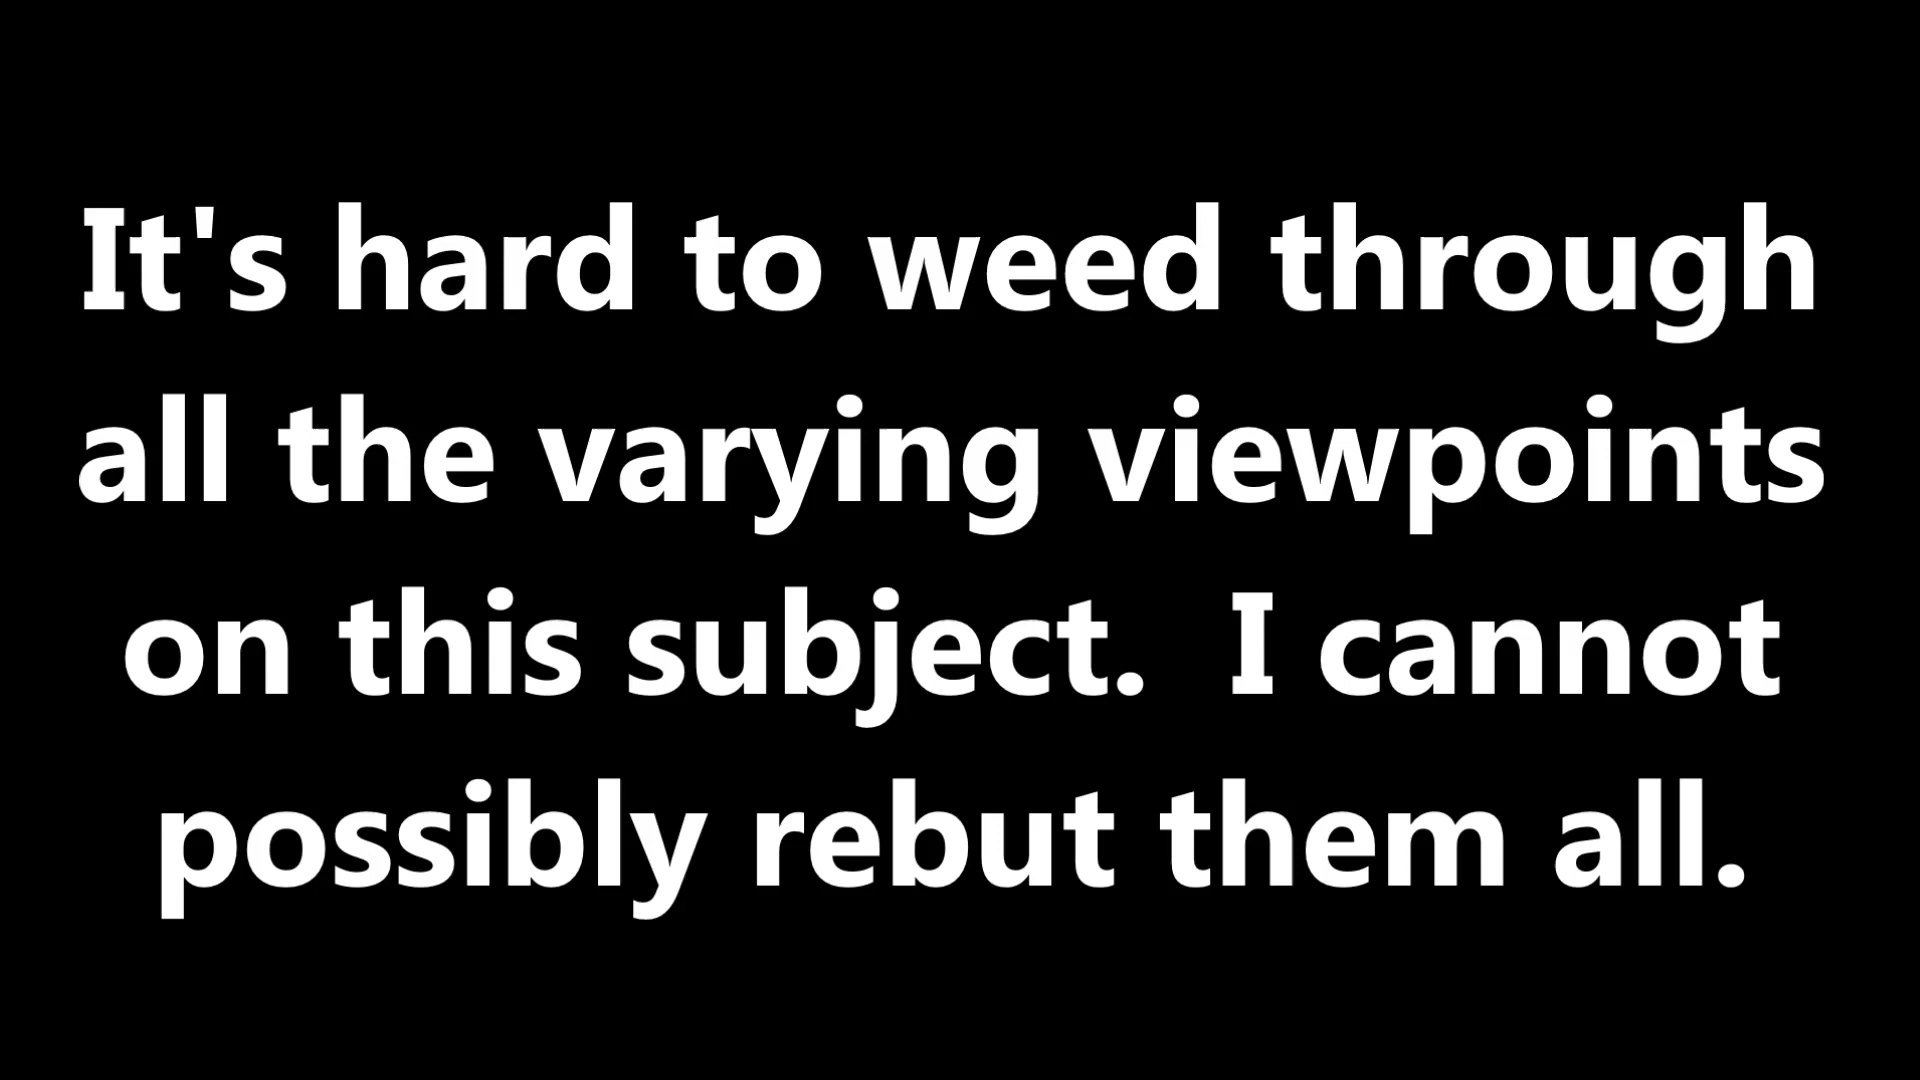 It's hard to weed through
all the varying viewpoints
on this subject.  I cannot
possibly rebut them all.